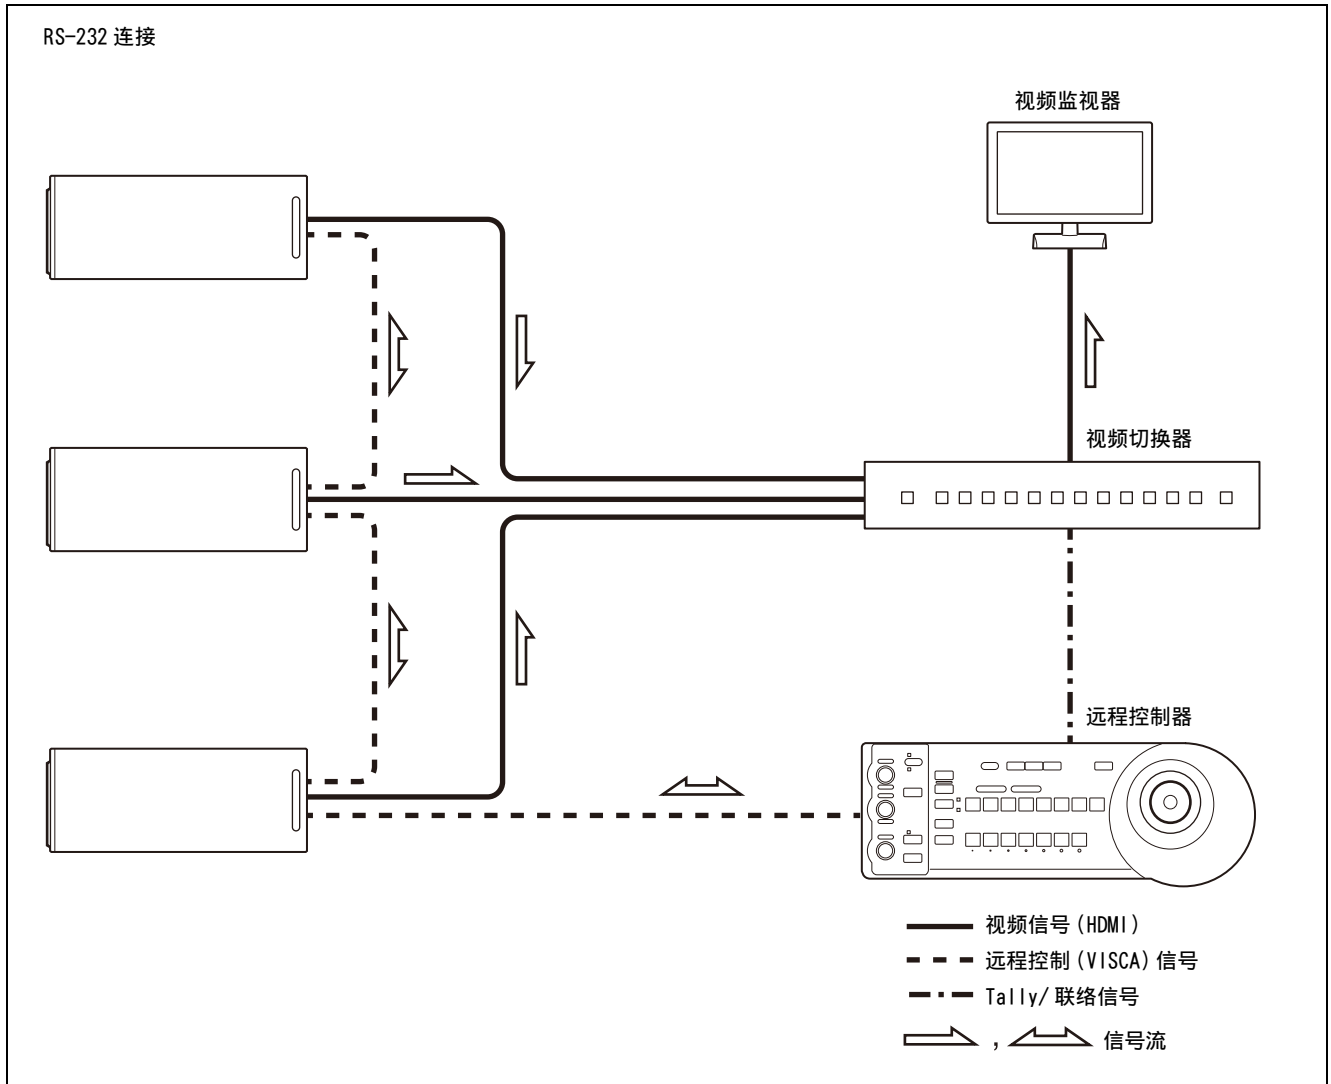 RS-232 连接
视频监视器
视频切换器
远程控制器
视频信号 (HDMI)
远程控制 (VISCA) 信号
Tally/ 联络信号
, 信号流